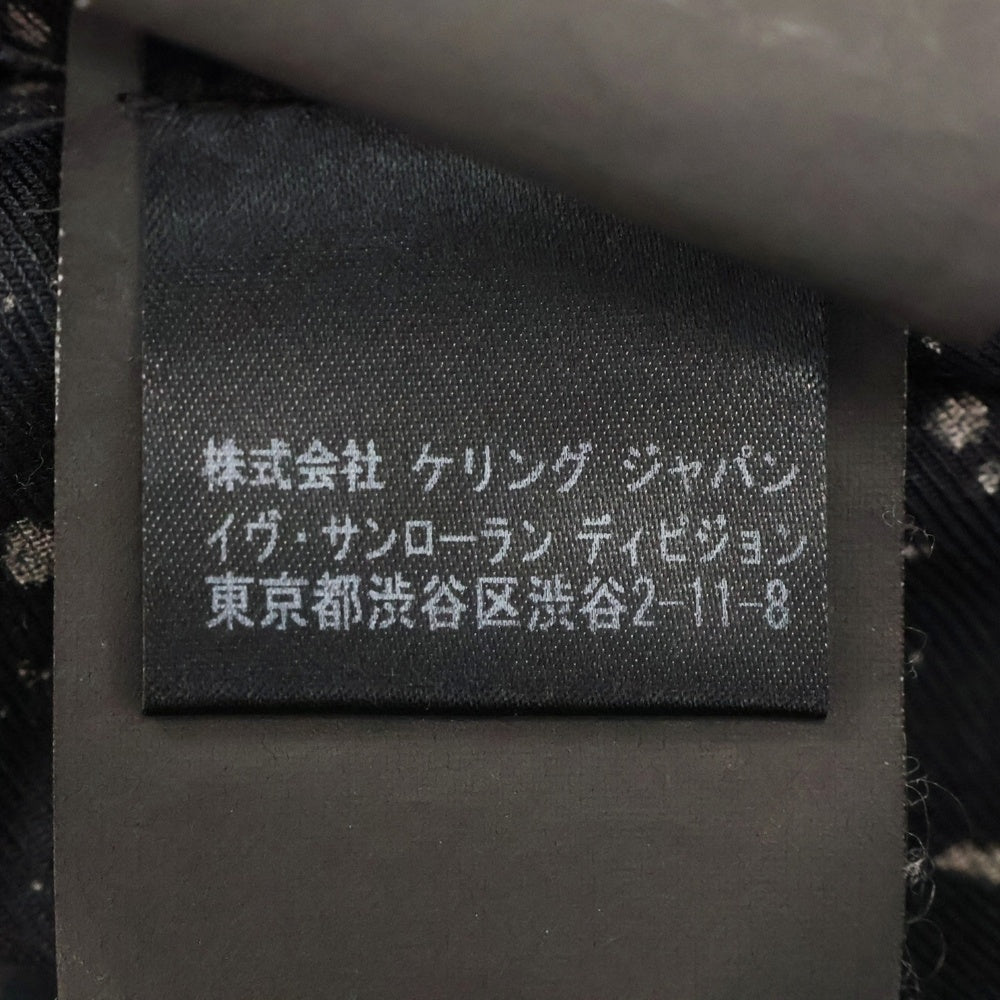 株式会社 ケリング ジャパン
イヴ・サンローラン ディビジョン
東京都渋谷区渋谷2-11-8